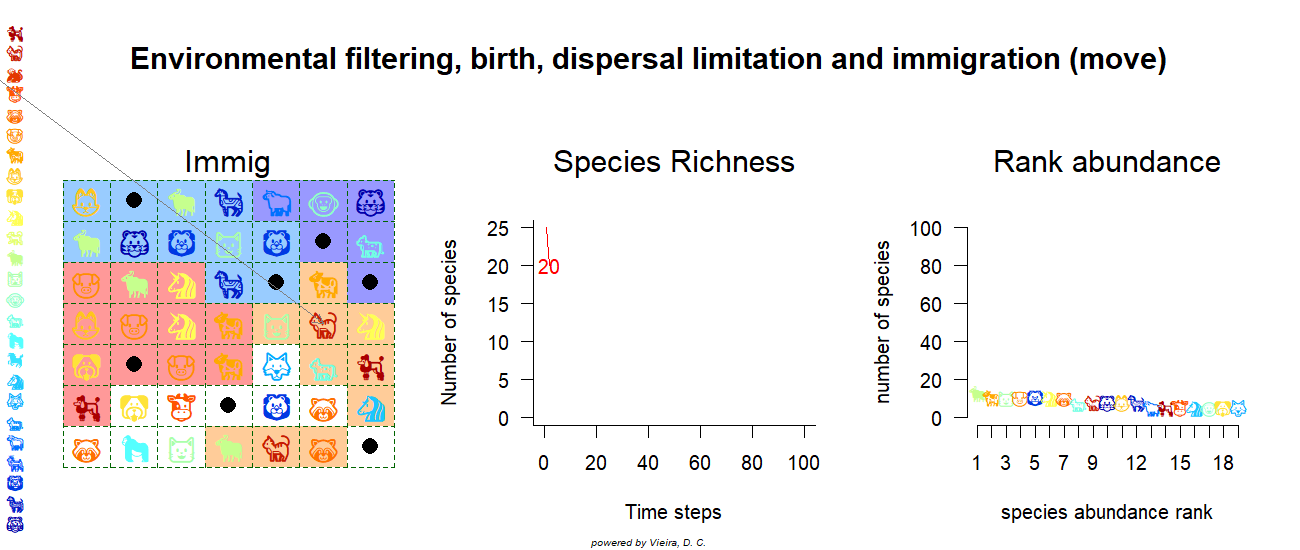 Environmental filtering, birth, dispersal limitation and immigration (move)
Immig
Species Richness
Rank abundance
Number of species
25
20
15
10
5
0
20
0 20 40 60 80 100
Time steps
number of species
100
80
60
40
20
0
1 3 5 7 9 12 15 18
species abundance rank
powered by Vieira, D. C.